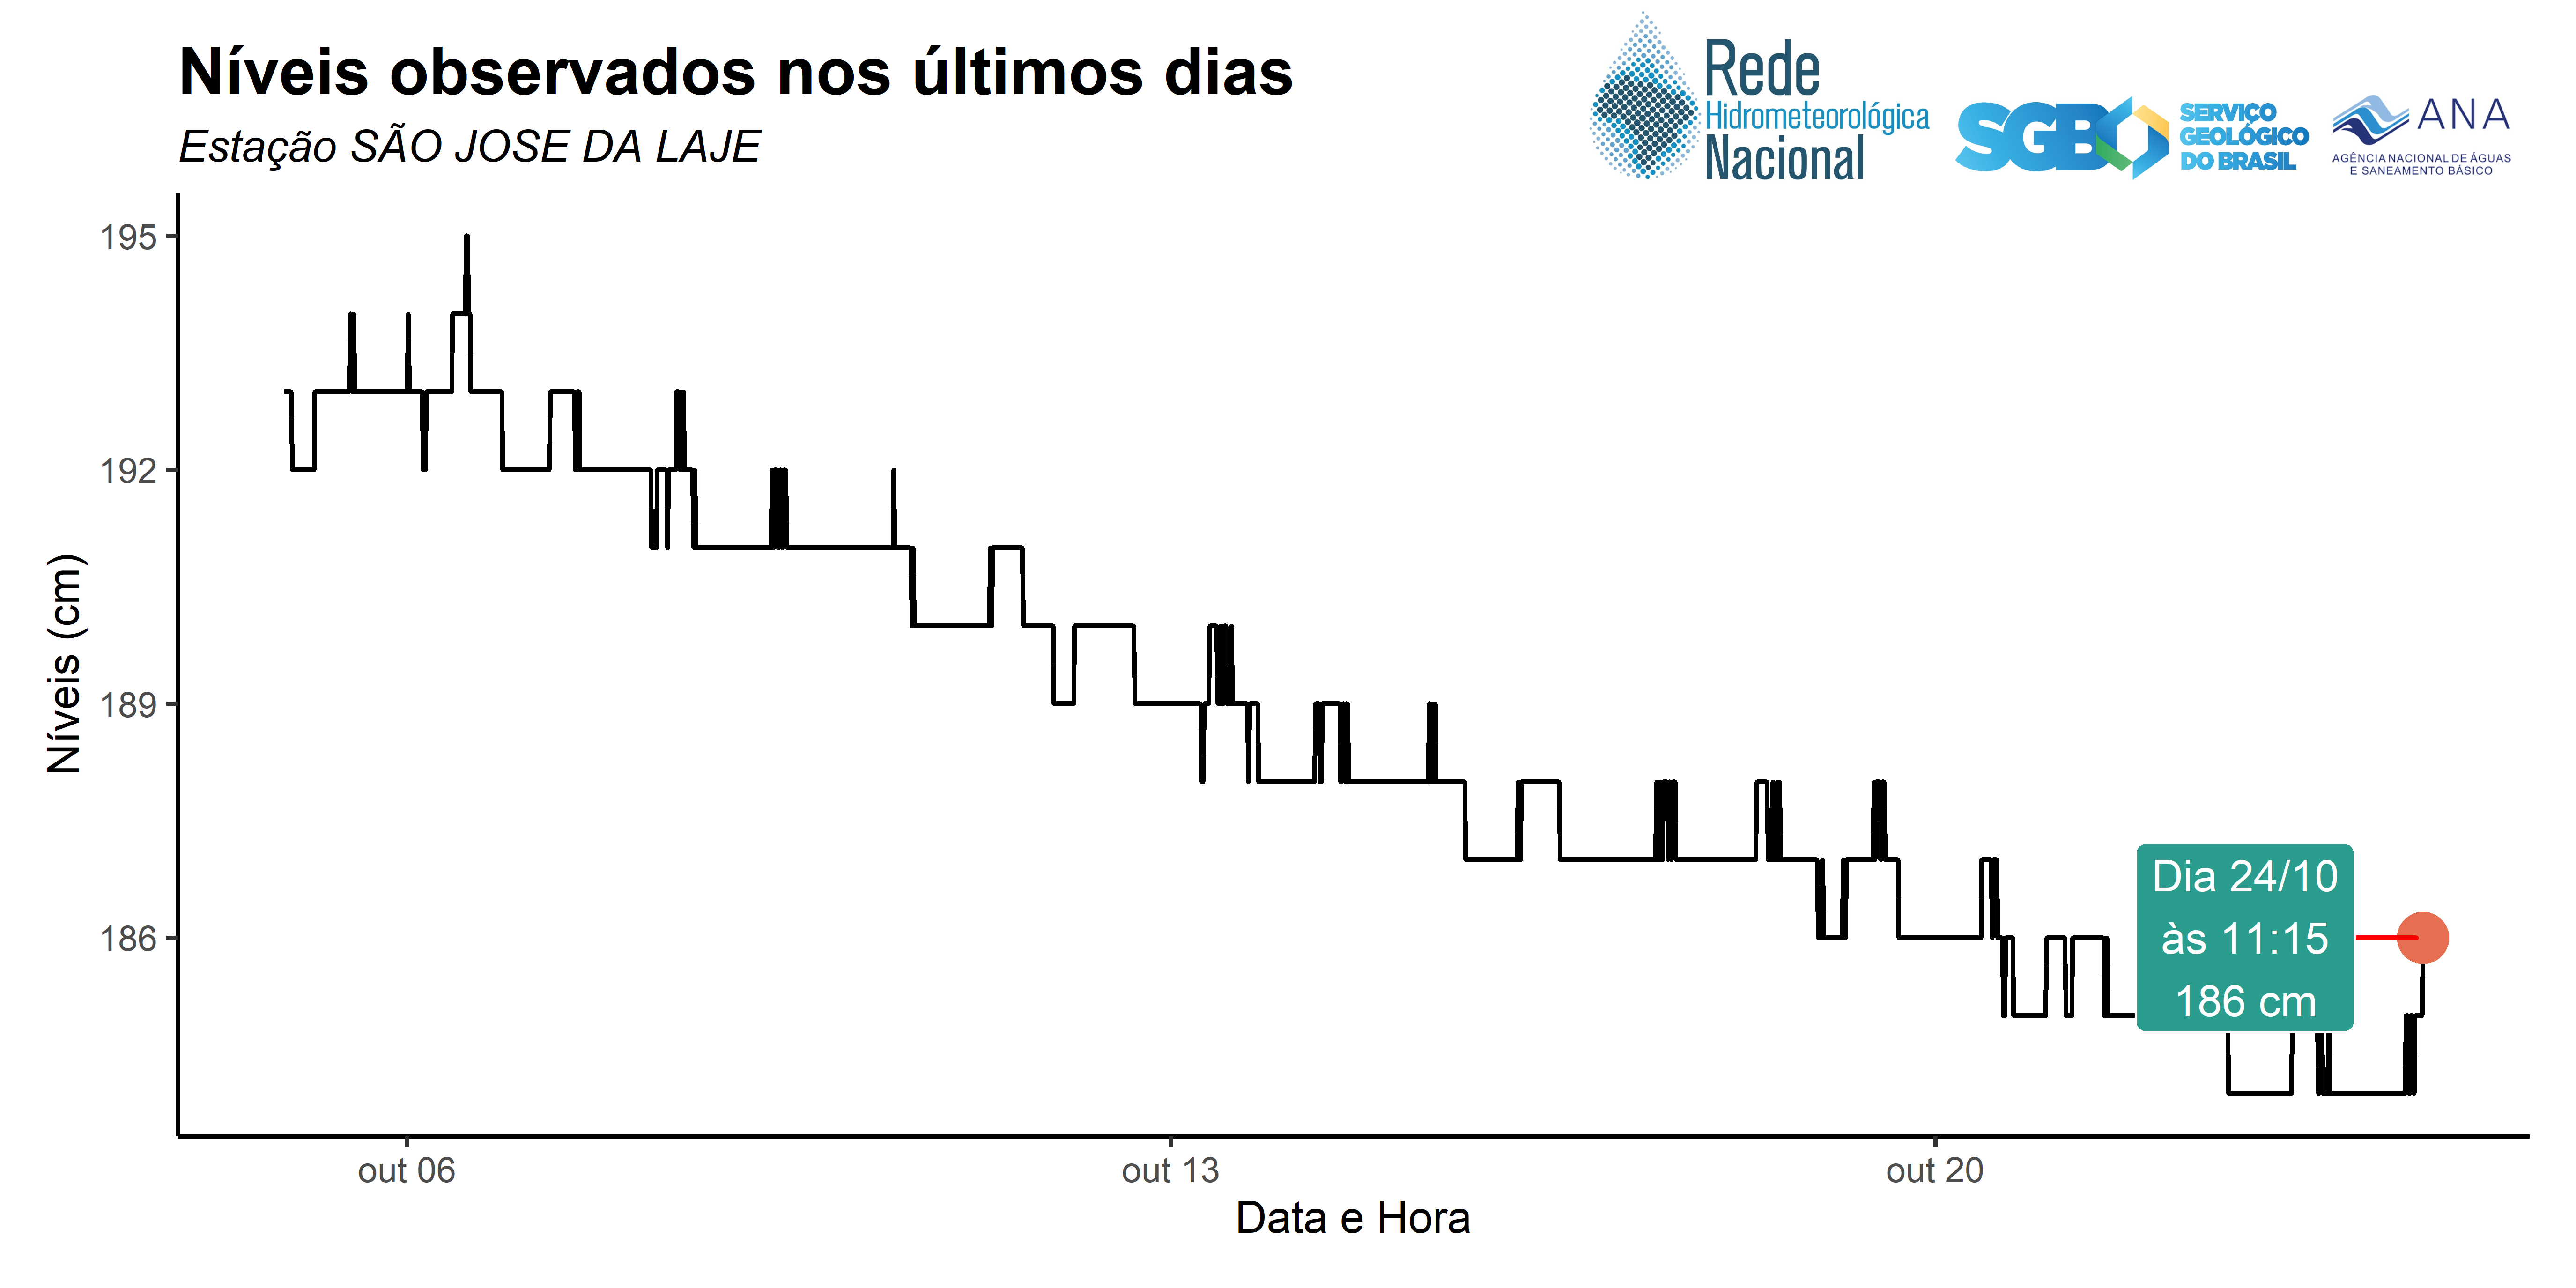 Níveis observados nos últimos dias
Estação SÃO JOSE DA LAJE
Rede
Hidrometeorológica
Nacional
SGB
SERVIÇO
GEOLÓGICO
DO BRASIL
ANA
AGÊNCIA NACIONAL DE ÁGUAS
E SANEAMENTO BÁSICO
Níveis (cm)
195
192
189
186
Dia 24/10
às 11:15
186 cm
out 06
out 13
out 20
Data e Hora